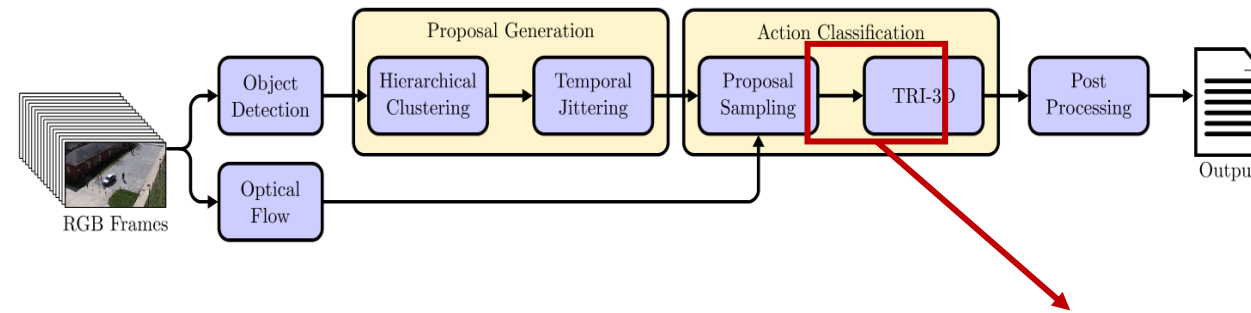 Proposal Generation
Action Classification
Object
Detection
Hierarchical
Clustering
Temporal
Jittering
Proposal
Sampling
TRI-3D
Post
Processing
Optical
Flow
RGB Frames
Outpu